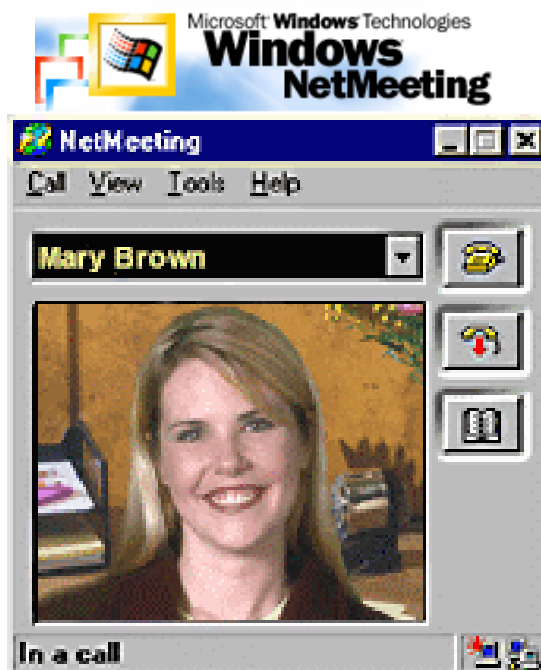 Microsoft Windows Technologies
Windows
NetMeeting
NetMeeting
Call View Tools Help
Mary Brown
In a call